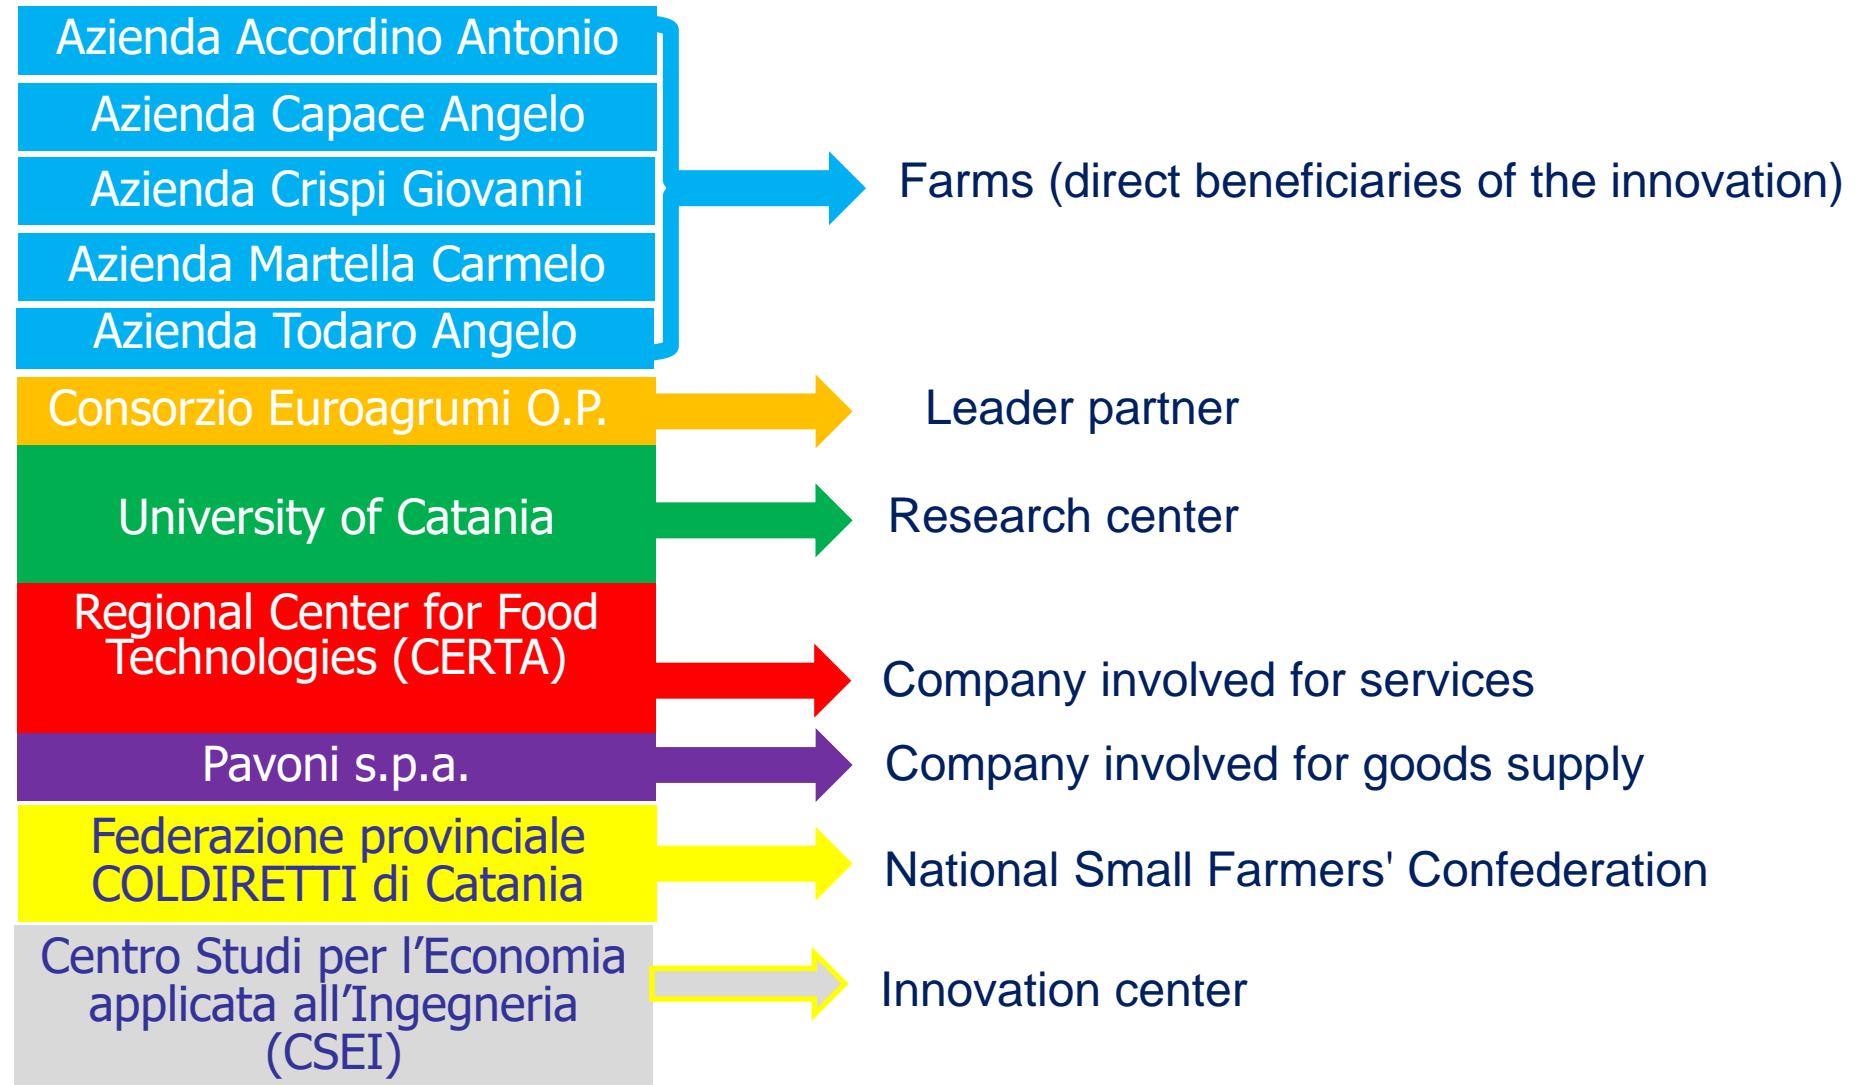 Azienda Accordino Antonio
Azienda Capace Angelo
Azienda Crispi Giovanni
Azienda Martella Carmelo
Azienda Todaro Angelo
Farms (direct beneficiaries of the innovation)
Consorzio Euroagrumi O.P.
Leader partner
University of Catania
Research center
Regional Center for Food
Technologies (CERTA)
Company involved for services
Pavoni s.p.a.
Company involved for goods supply
Federazione provinciale
COLDIRETTI di Catania
National Small Farmers' Confederation
Centro Studi per l’Economia
applicata all’Ingegneria
(CSEI)
Innovation center